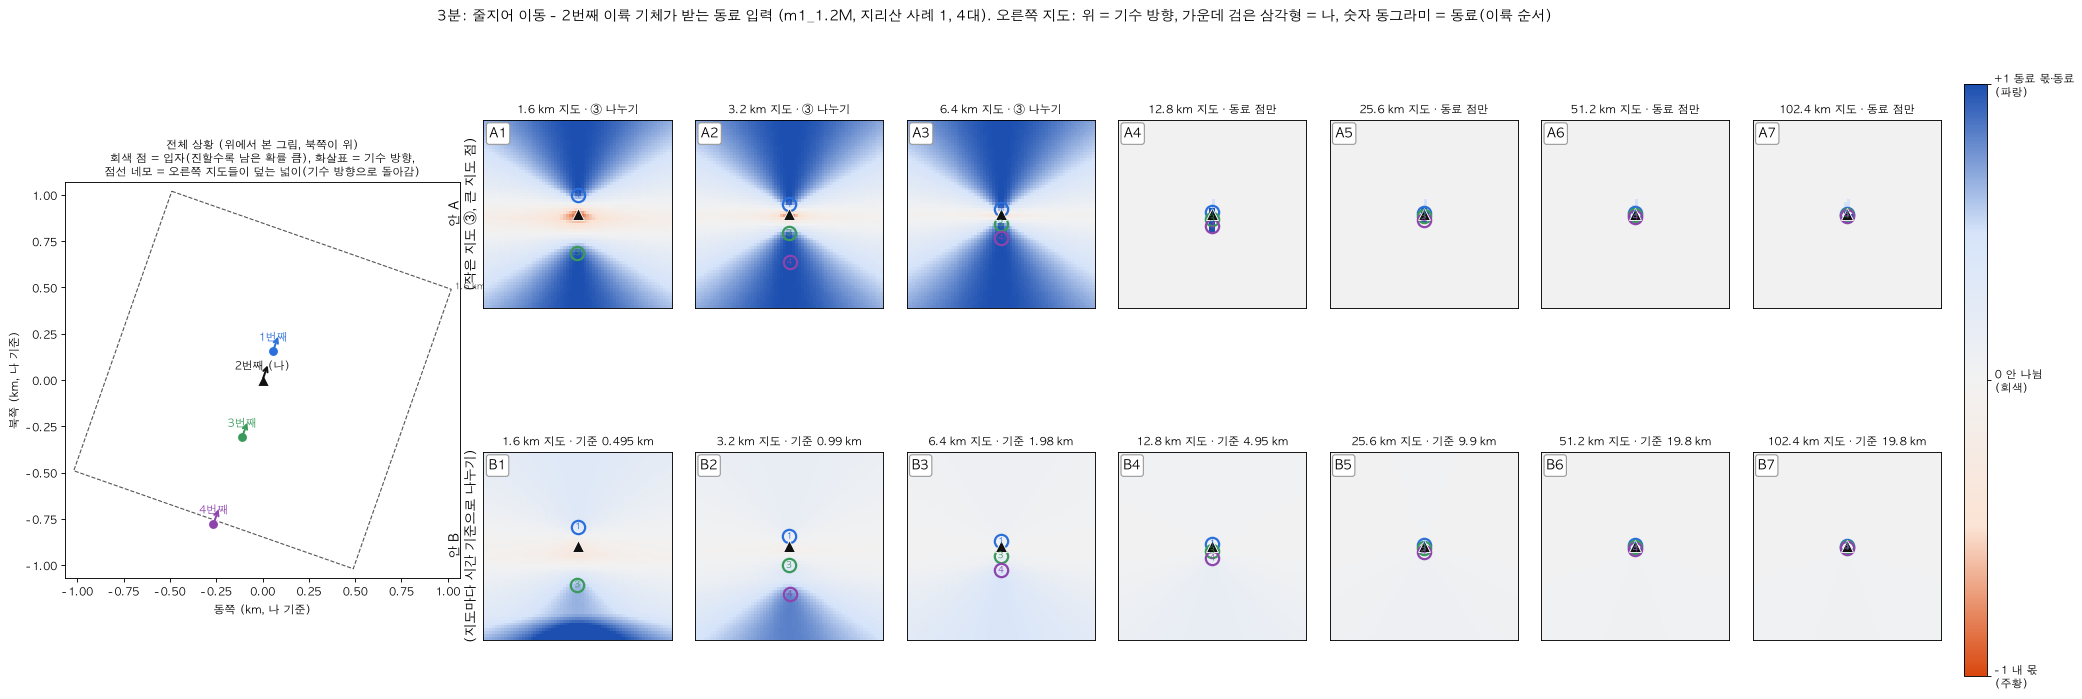 3분: 줄지어 이동 - 2번째 이륙 기체가 받는 동료 입력 (m1_1.2M, 지리산 사례 1, 4대). 오른쪽 지도: 위 = 기수 방향, 가운데 검은 삼각형 = 나, 숫자 동그라미 = 동료(이륙 순서)
전체 상황 (위에서 본 그림, 북쪽이 위)
회색 점 = 입자(진할수록 남은 확률 큼), 화살표 = 기수 방향,
점선 네모 = 오른쪽 지도들이 덮는 넓이(기수 방향으로 돌아감)
1.00
0.75
0.50
0.25
0.00
-0.25
-0.50
-0.75
-1.00
-1.00 -0.75 -0.50 -0.25 0.00 0.25 0.50 0.75 1.00
동쪽 (km, 나 기준)
북쪽 (km, 나 기준)
1번째
2번째 (나)
3번째
4번째
안 A
(작은 지도 ③, 큰 지도 점)
1.6 km 지도 · ③ 나누기
A1
3.2 km 지도 · ③ 나누기
A2
6.4 km 지도 · ③ 나누기
A3
12.8 km 지도 · 동료 점만
A4
25.6 km 지도 · 동료 점만
A5
51.2 km 지도 · 동료 점만
A6
102.4 km 지도 · 동료 점만
A7
안 B
(지도마다 시간 기준으로 나누기)
1.6 km 지도 · 기준 0.495 km
B1
3.2 km 지도 · 기준 0.99 km
B2
6.4 km 지도 · 기준 1.98 km
B3
12.8 km 지도 · 기준 4.95 km
B4
25.6 km 지도 · 기준 9.9 km
B5
51.2 km 지도 · 기준 19.8 km
B6
102.4 km 지도 · 기준 19.8 km
B7
+1 동료 몫·동료
(파랑)
0 안 나뉨
(회색)
-1 내 몫
(주황)